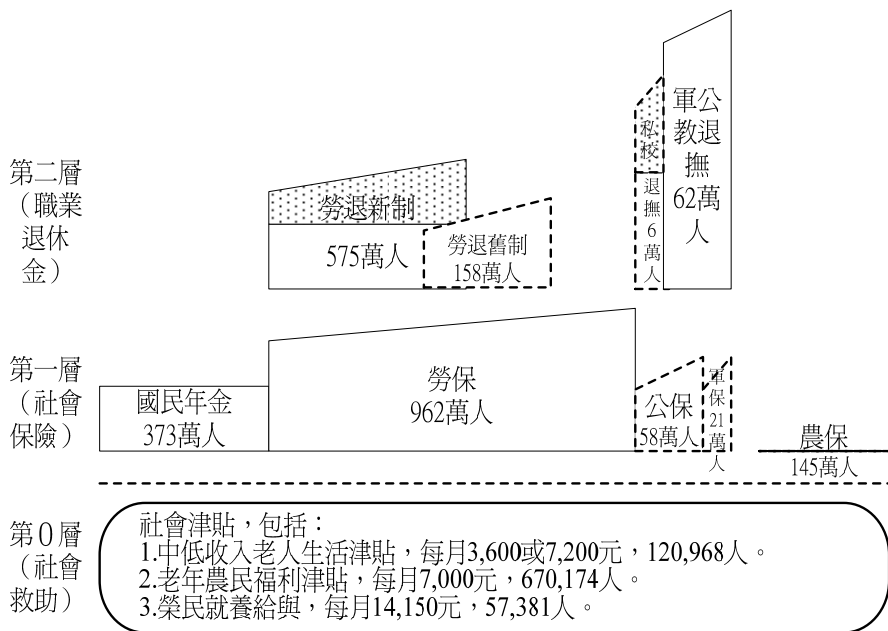 第二層
（職業
退休
金）
勞退新制
575萬人
勞退舊制
158萬人
私校
退撫6萬人
軍公
教退
撫
62萬
人
第一層
（社會
保險）
國民年金
373萬人
勞保
962萬人
公保
58萬人
軍保21萬人
農保
145萬人
第0層
（社會
救助）
社會津貼，包括：
1.中低收入老人生活津貼，每月3,600或7,200元，120,968人。
2.老年農民福利津貼，每月7,000元，670,174人。
3.榮民就養給與，每月14,150元，57,381人。